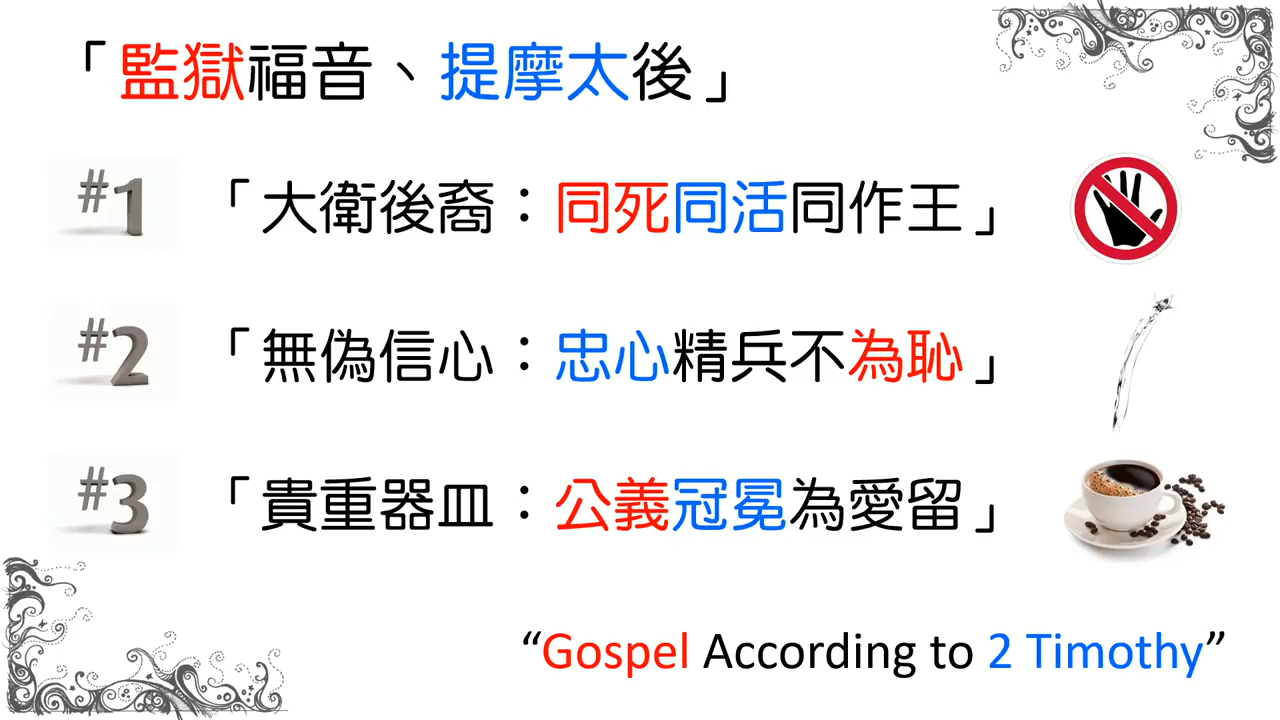 「監獄福音、提摩太後」
#1 「大衛後裔：同死同活同作王」
#2 「無偽信心：忠心精兵不為恥」
#3 「貴重器皿：公義冠冕為愛留」
“Gospel According to 2 Timothy”